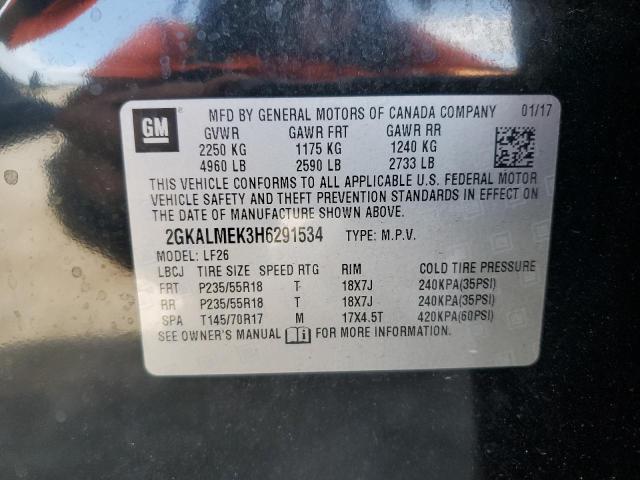 GM MFD BY GENERAL MOTORS OF CANADA COMPANY 01/17
GVWR GAWR FRT GAWR RR
2250 KG 1175 KG 1240 KG
4960 LB 2590 LB 2733 LB
THIS VEHICLE CONFORMS TO ALL APPLICABLE U.S. FEDERAL MOTOR
VEHICLE SAFETY AND THEFT PREVENTION STANDARDS IN EFFECT ON
THE DATE OF MANUFACTURE SHOWN ABOVE.
2GKALMEK3H6291534 TYPE: M.P.V.
MODEL: LF26
LBCJ TIRE SIZE SPEED RTG RIM COLD TIRE PRESSURE
FRT P235/55R18 T 18X7J 240KPA(35PSI)
RR P235/55R18 T 18X7J 240KPA(35PSI)
SPA T145/70R17 M 17X4.5T 420KPA(60PSI)
SEE OWNER'S MANUAL FOR MORE INFORMATION.